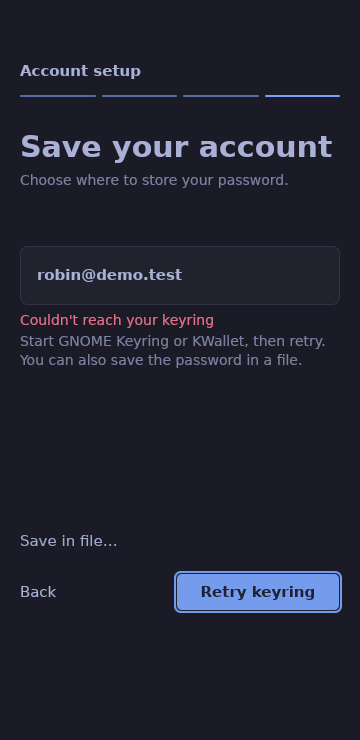 Account setup
Save your account
Choose where to store your password.
robin@demo.test
Couldn't reach your keyring
Start GNOME Keyring or KWallet, then retry.
You can also save the password in a file.
Save in file…
Back
Retry keyring